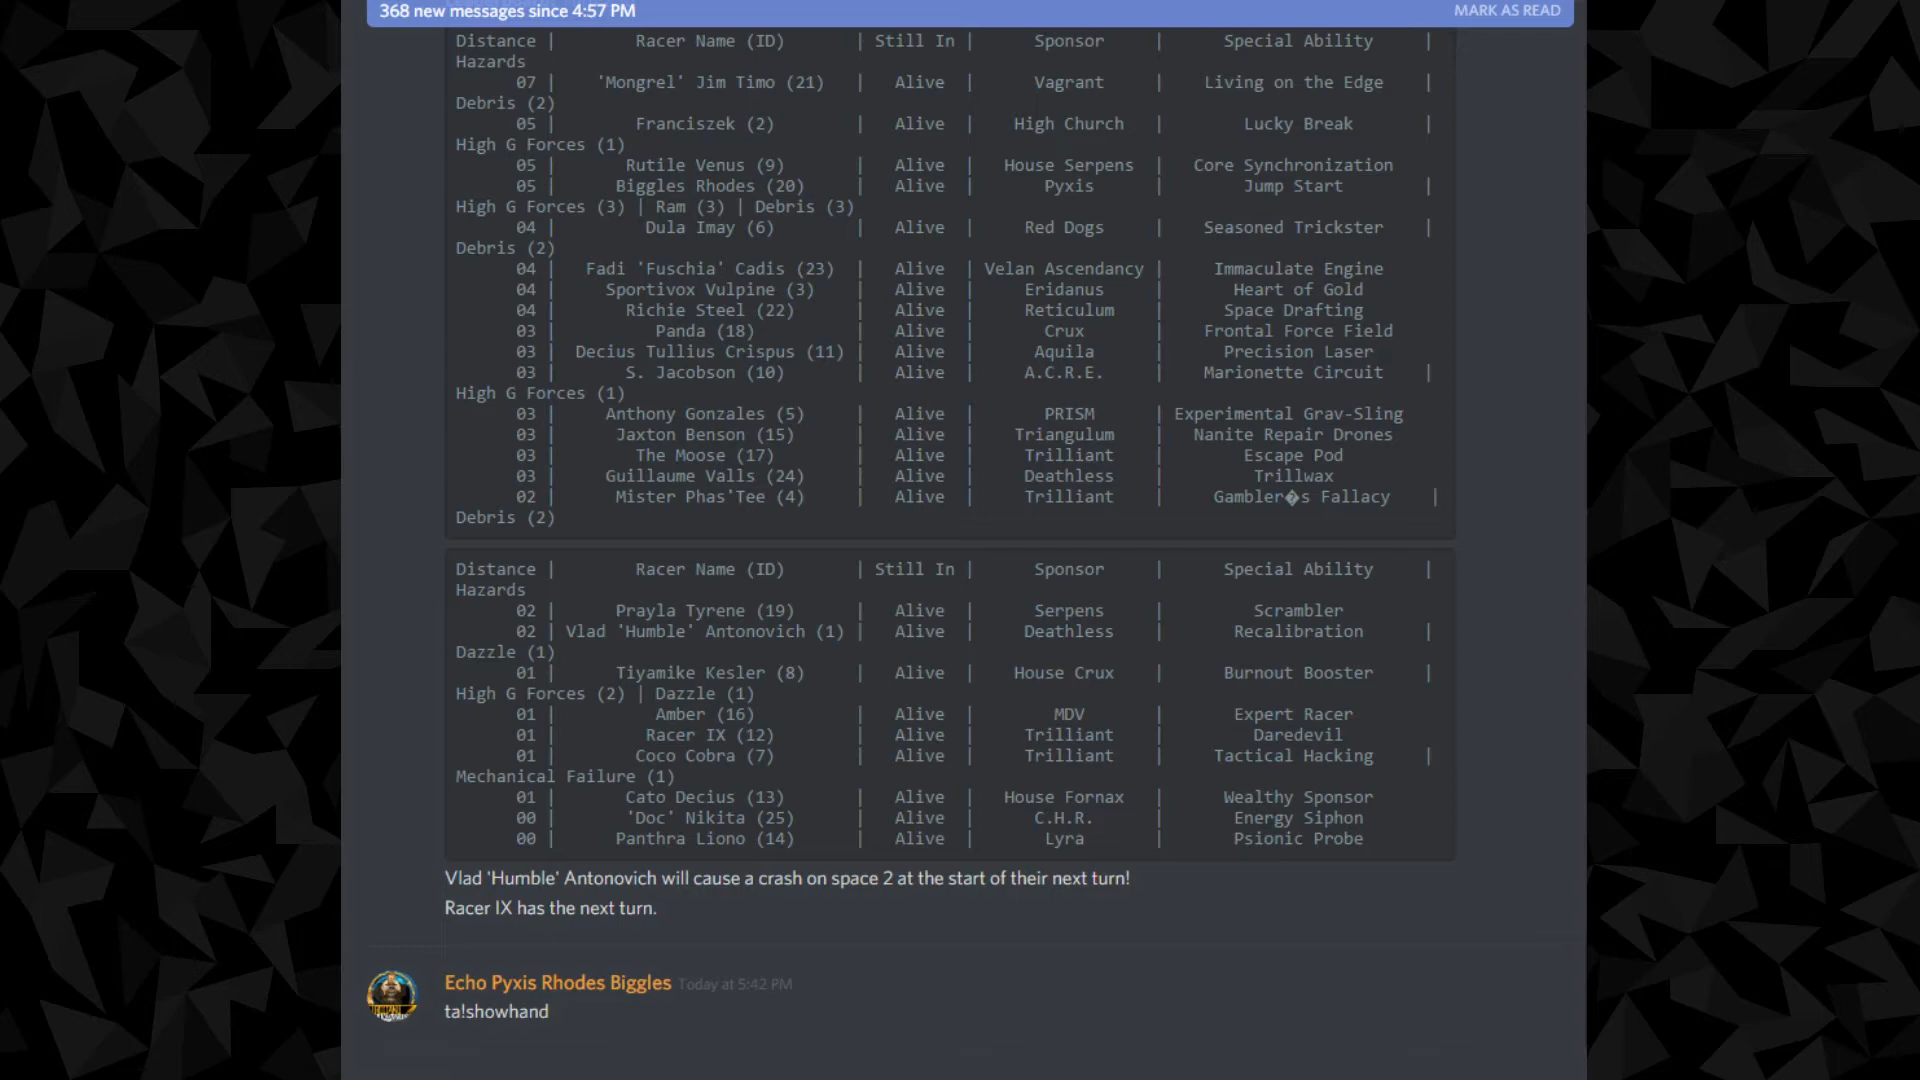 368 new messages since 4:57 PM MARK AS READ
Distance | Racer Name (ID) | Still In | Sponsor | Special Ability |
Hazards
07 | 'Mongrel' Jim Timo (21) | Alive | Vagrant | Living on the Edge |
Debris (2)
05 | Franciszek (2) | Alive | High Church | Lucky Break |
High G Forces (1)
05 | Rutile Venus (9) | Alive | House Serpens | Core Synchronization
05 | Biggles Rhodes (20) | Alive | Pyxis | Jump Start |
High G Forces (3) | Ram (3) | Debris (3)
04 | Dula Imay (6) | Alive | Red Dogs | Seasoned Trickster |
Debris (2)
04 | Fadi 'Fuschia' Cadis (23) | Alive | Velan Ascendancy | Immaculate Engine
04 | Sportivox Vulpine (3) | Alive | Eridanus | Heart of Gold
04 | Richie Steel (22) | Alive | Reticulum | Space Drafting
03 | Panda (18) | Alive | Crux | Frontal Force Field
03 | Decius Tullius Crispus (11) | Alive | Aquila | Precision Laser
03 | S. Jacobson (10) | Alive | A.C.R.E. | Marionette Circuit |
High G Forces (1)
03 | Anthony Gonzales (5) | Alive | PRISM | Experimental Grav-Sling
03 | Jaxton Benson (15) | Alive | Triangulum | Nanite Repair Drones
03 | The Moose (17) | Alive | Trilliant | Escape Pod
03 | Guillaume Valls (24) | Alive | Deathless | Trillwax
02 | Mister Phas'Tee (4) | Alive | Trilliant | Gambler�s Fallacy |
Debris (2)
Distance | Racer Name (ID) | Still In | Sponsor | Special Ability |
Hazards
02 | Prayla Tyrene (19) | Alive | Serpens | Scrambler
02 | Vlad 'Humble' Antonovich (1) | Alive | Deathless | Recalibration |
Dazzle (1)
01 | Tiyamike Kesler (8) | Alive | House Crux | Burnout Booster |
High G Forces (2) | Dazzle (1)
01 | Amber (16) | Alive | MDV | Expert Racer
01 | Racer IX (12) | Alive | Trilliant | Daredevil
01 | Coco Cobra (7) | Alive | Trilliant | Tactical Hacking |
Mechanical Failure (1)
01 | Cato Decius (13) | Alive | House Fornax | Wealthy Sponsor
00 | 'Doc' Nikita (25) | Alive | C.H.R. | Energy Siphon
00 | Panthra Liono (14) | Alive | Lyra | Psionic Probe
Vlad 'Humble' Antonovich will cause a crash on space 2 at the start of their next turn!
Racer IX has the next turn.
Echo Pyxis Rhodes Biggles Today at 5:42 PM
ta!showhand